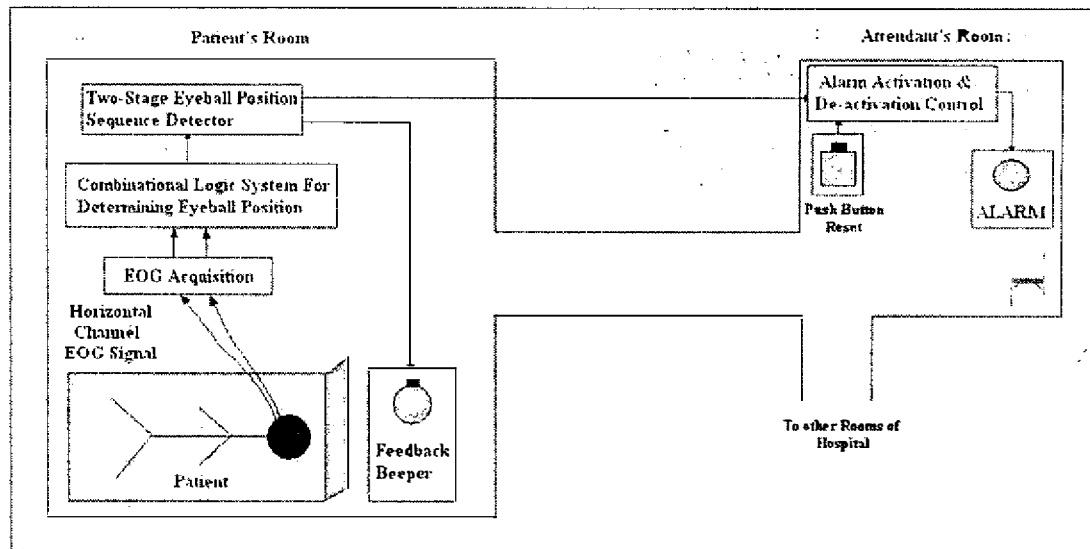 Patient's Room
Attendant's Room:
Two-Stage Eyeball Position
Sequence Detector
Alarm Activation &
De-activation Control
Combinational Logic System For
Determining Eyeball Position
Push Button
Reset
ALARM
EOG Acquisition
Horizontal
Channel
EOG Signal
Feedback
Beeper
Patient
To other Rooms of
Hospital